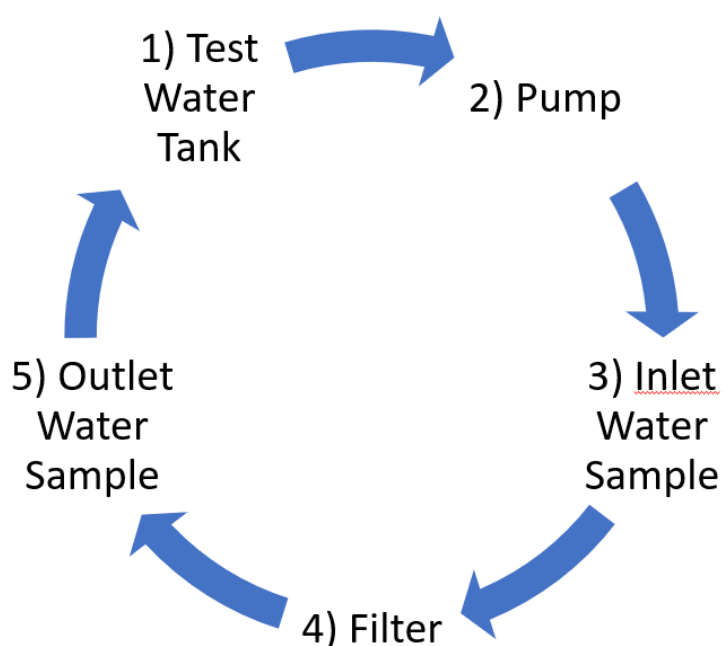 1) Test
Water
Tank
2) Pump
3) Inlet
Water
Sample
4) Filter
5) Outlet
Water
Sample